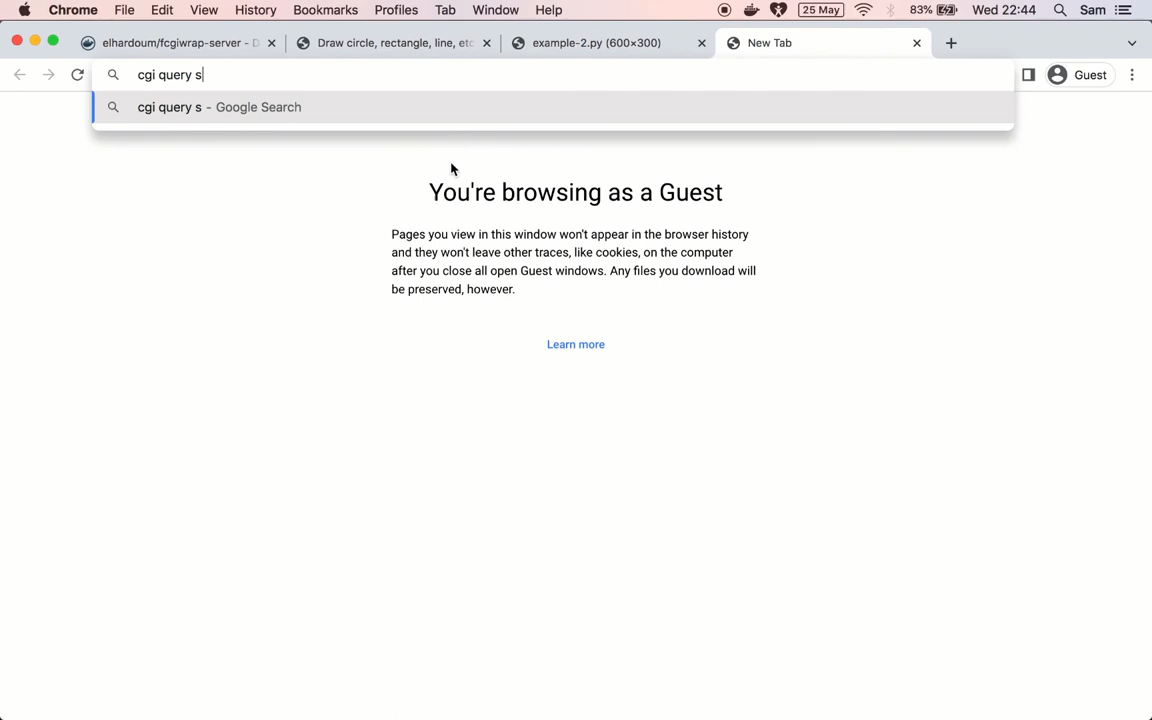 Chrome File Edit View History Bookmarks Profiles Tab Window Help 25 May 83% Wed 22:44 Sam
elhardoum/fcgiwrap-server - D Draw circle, rectangle, line, etc example-2.py (600×300) New Tab
cgi query s Guest
cgi query s - Google Search
You're browsing as a Guest
Pages you view in this window won't appear in the browser history
and they won't leave other traces, like cookies, on the computer
after you close all open Guest windows. Any files you download will
be preserved, however.
Learn more